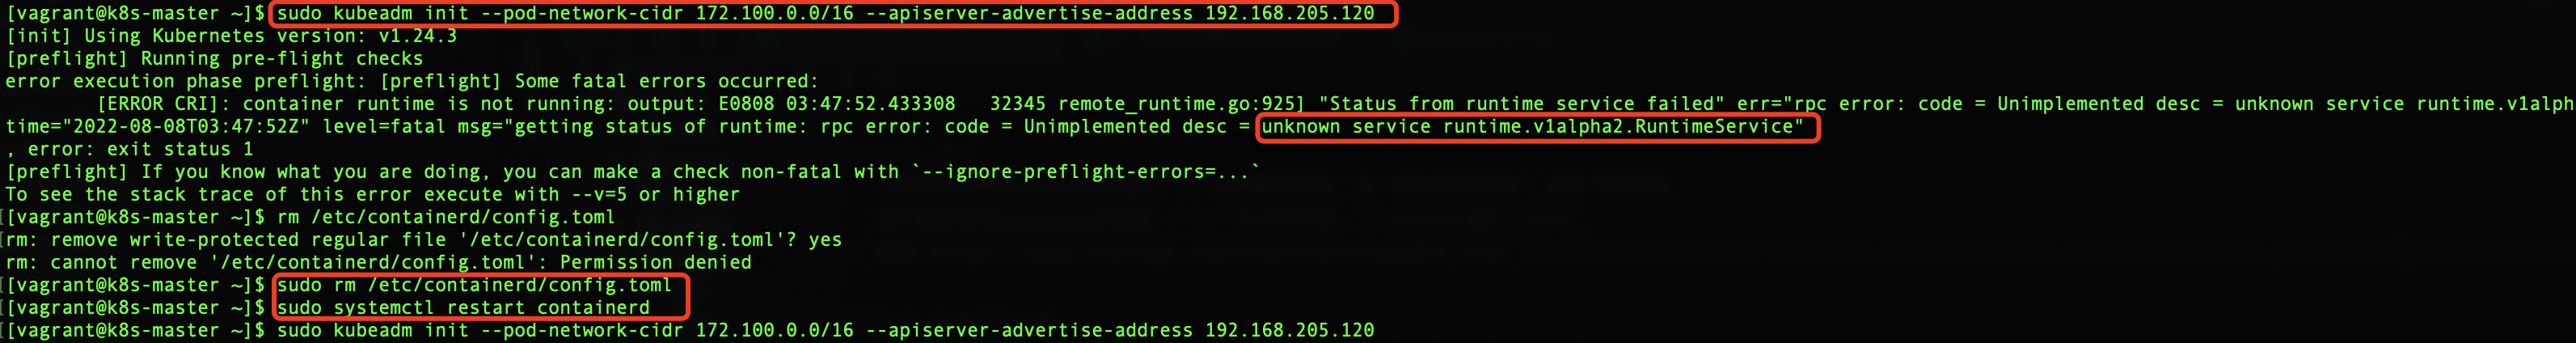 [vagrant@k8s-master ~]$ sudo kubeadm init --pod-network-cidr 172.100.0.0/16 --apiserver-advertise-address 192.168.205.120
[init] Using Kubernetes version: v1.24.3
[preflight] Running pre-flight checks
error execution phase preflight: [preflight] Some fatal errors occurred:
[ERROR CRI]: container runtime is not running: output: E0808 03:47:52.433308   32345 remote_runtime.go:925] "Status from runtime service failed" err="rpc error: code = Unimplemented desc = unknown service runtime.v1alph
time="2022-08-08T03:47:52Z" level=fatal msg="getting status of runtime: rpc error: code = Unimplemented desc = unknown service runtime.v1alpha2.RuntimeService"
, error: exit status 1
[preflight] If you know what you are doing, you can make a check non-fatal with `--ignore-preflight-errors=...`
To see the stack trace of this error execute with --v=5 or higher
[[vagrant@k8s-master ~]$ rm /etc/containerd/config.toml
[rm: remove write-protected regular file '/etc/containerd/config.toml'? yes
rm: cannot remove '/etc/containerd/config.toml': Permission denied
[[vagrant@k8s-master ~]$ sudo rm /etc/containerd/config.toml
[[vagrant@k8s-master ~]$ sudo systemctl restart containerd
[[vagrant@k8s-master ~]$ sudo kubeadm init --pod-network-cidr 172.100.0.0/16 --apiserver-advertise-address 192.168.205.120